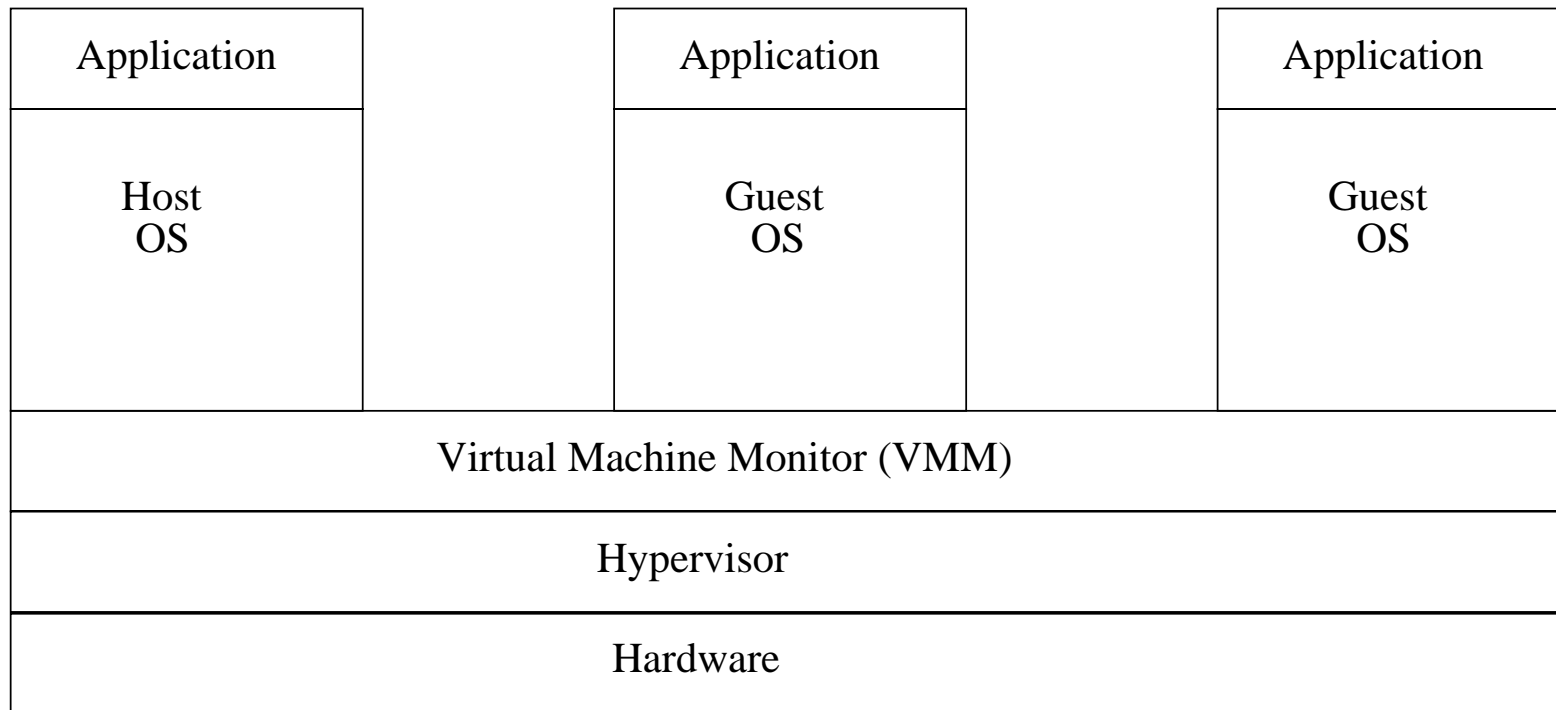 Application
Application
Application
Host
OS
Guest
OS
Guest
OS
Virtual Machine Monitor (VMM)
Hypervisor
Hardware